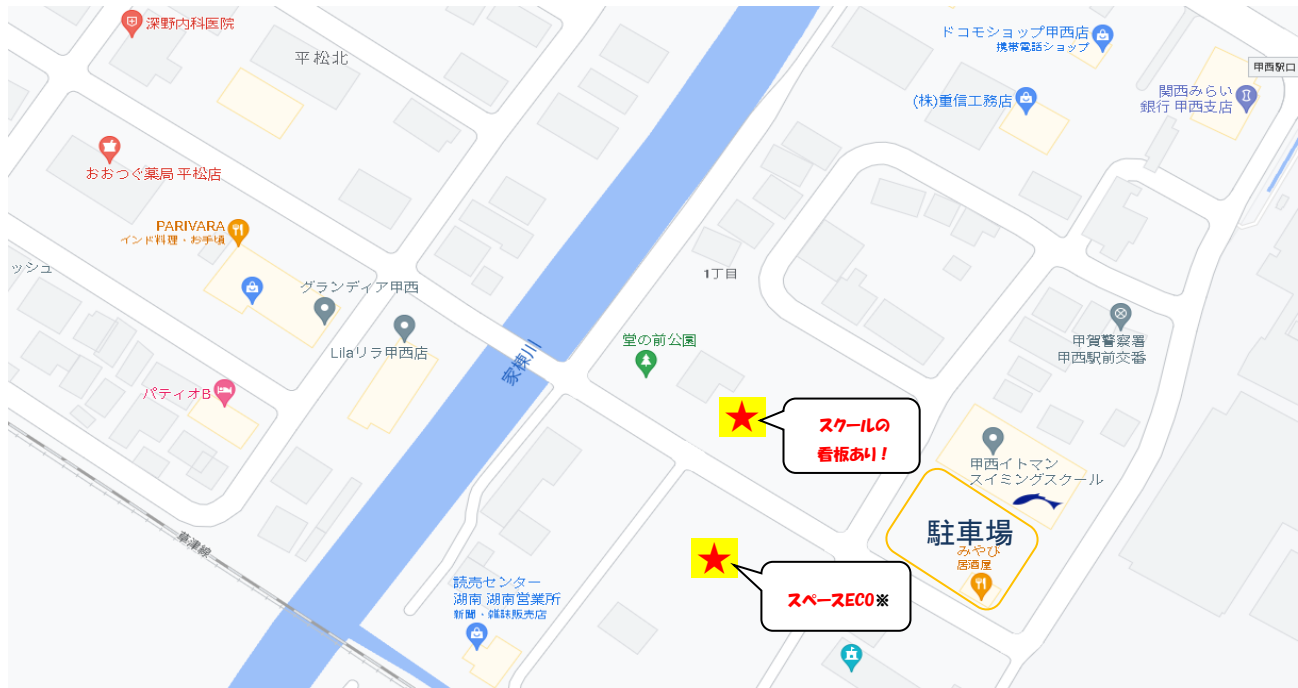 深野内科医院
平松北
ドコモショップ甲西店
携帯電話ショップ
甲西駅口
関西みらい
銀行 甲西支店
(株)重信工務店
おおつぐ薬局 平松店
PARIVARA
インド料理・お手頃
ッシュ
グランディア甲西
1丁目
Lilaリラ甲西店
家棟川
堂の前公園
甲賀警察署
甲西駅前交番
パティオB
スクールの
看板あり!
甲西イトマン
スイミングスクール
駐車場
みやび
居酒屋
草津線
スペースECO※
読売センター
湖南 湖南営業所
新聞・雑誌販売店